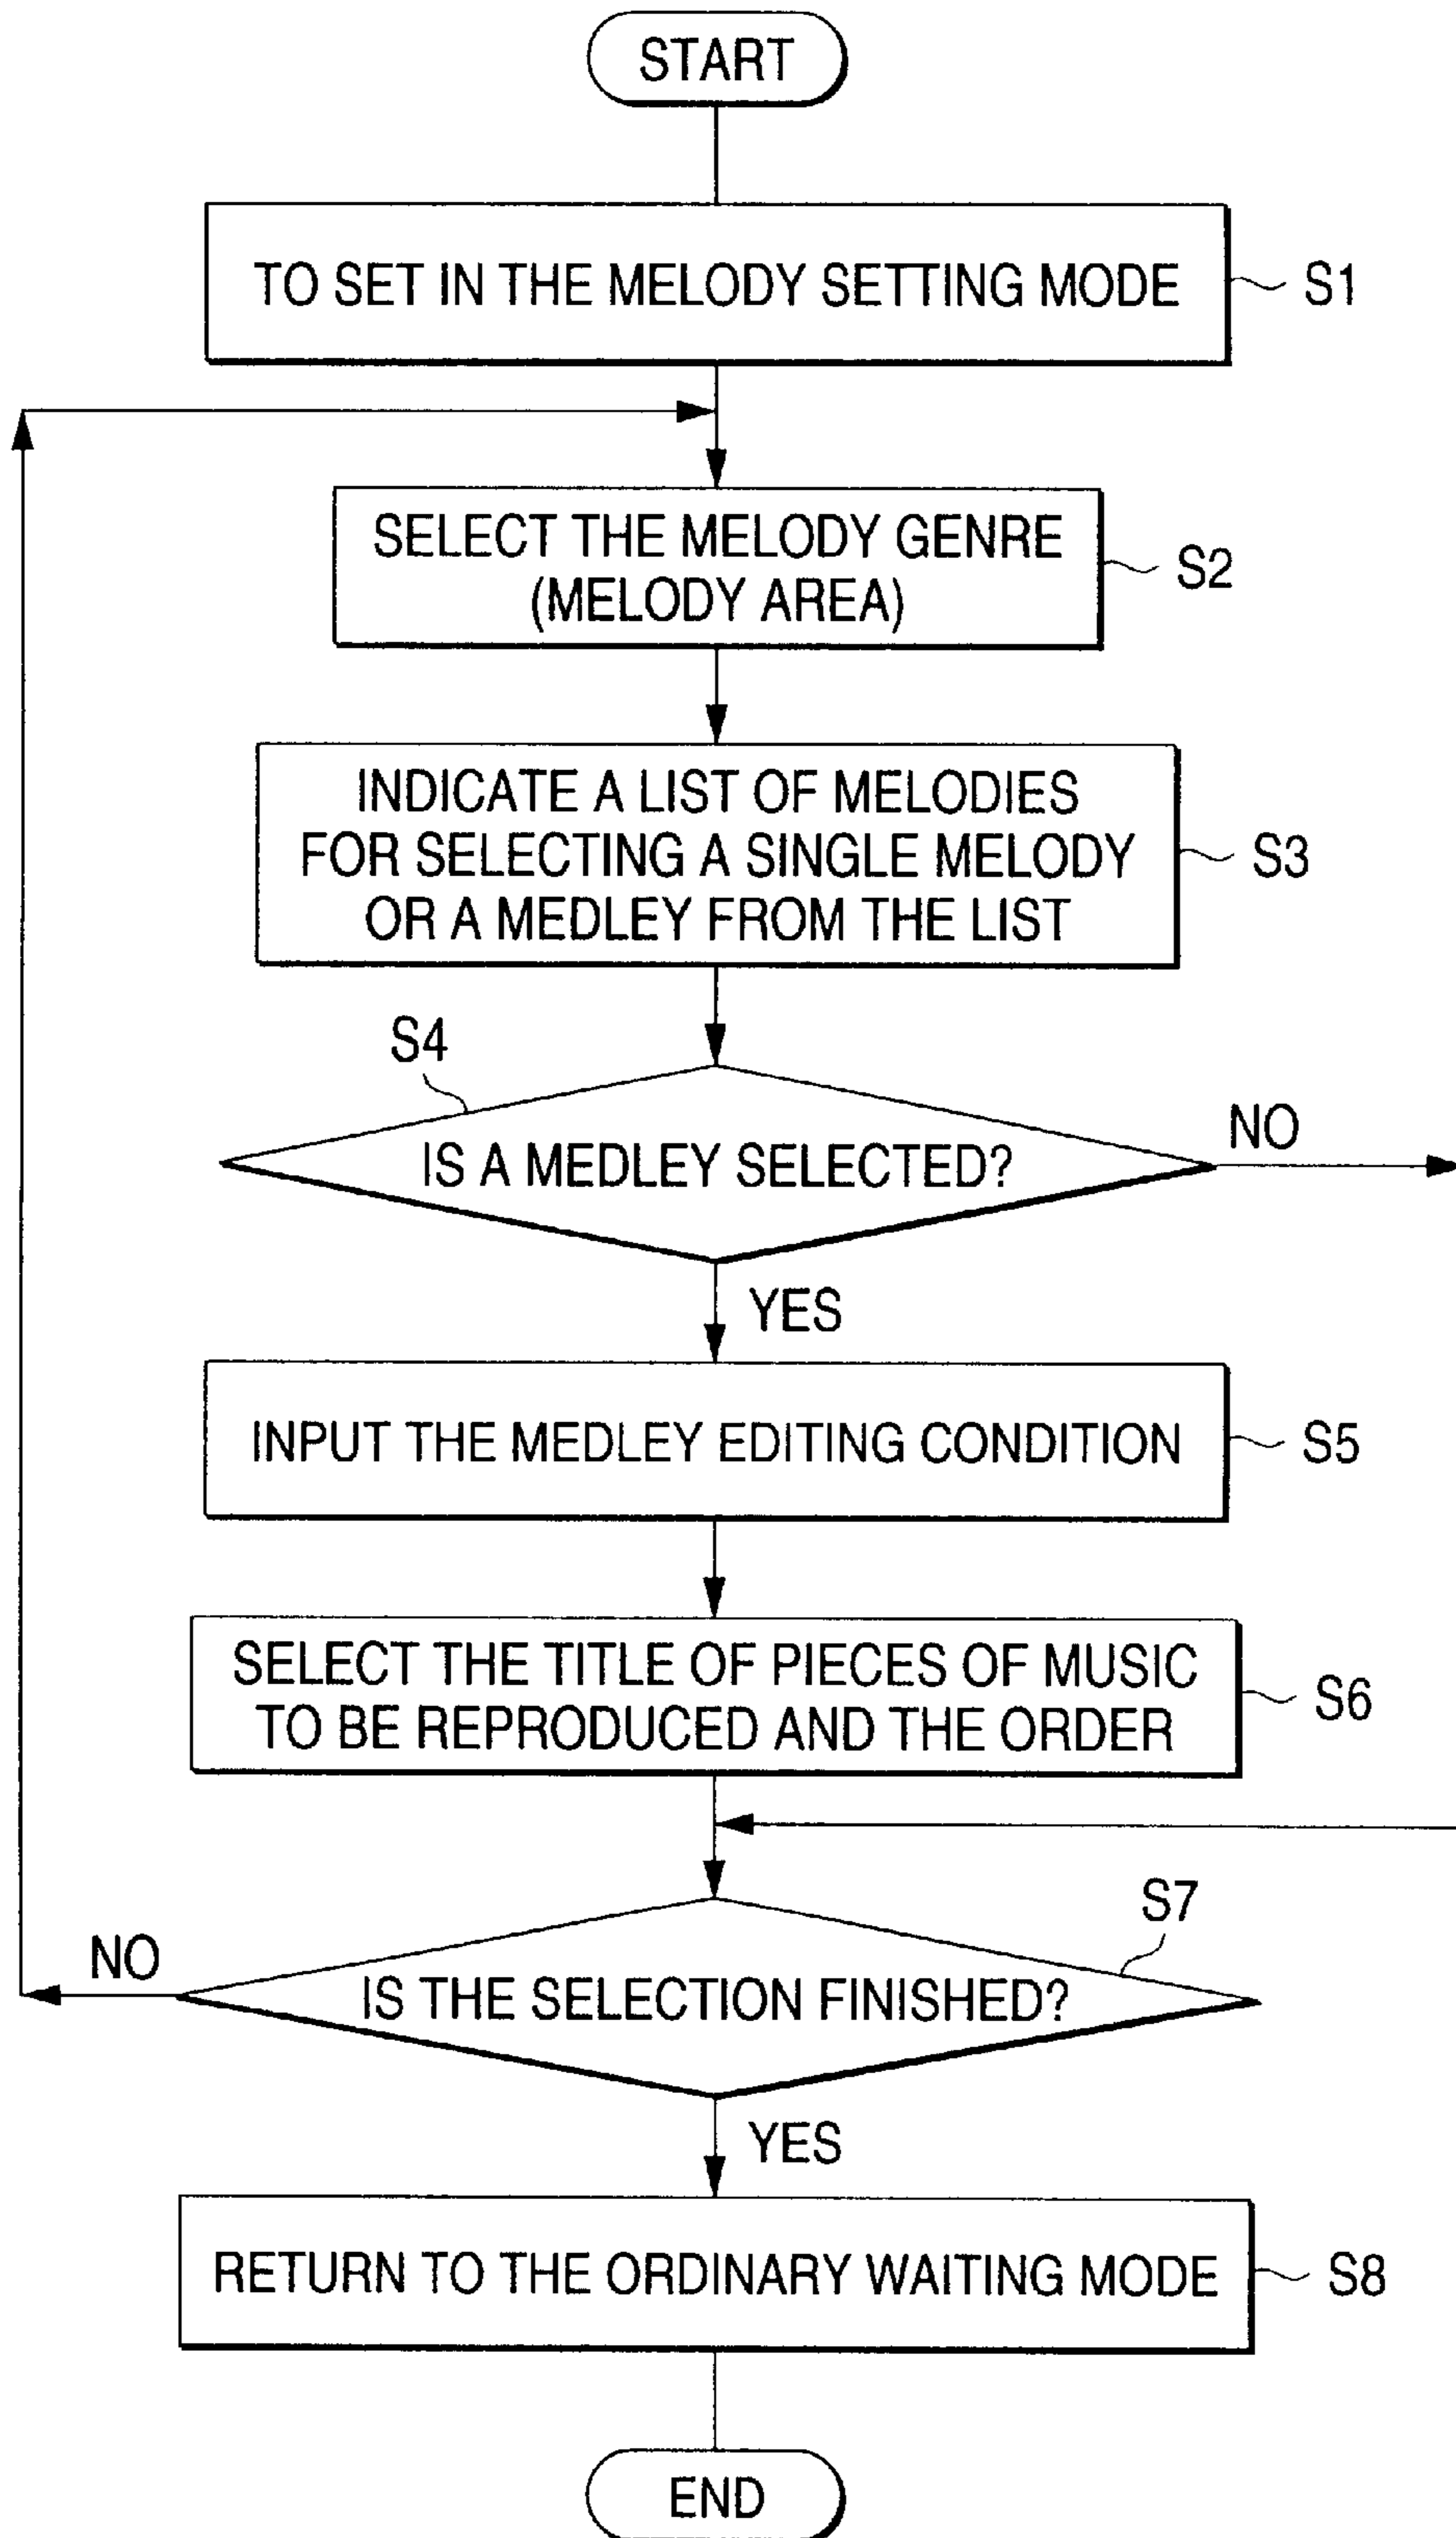 START
TO SET IN THE MELODY SETTING MODE
S1
SELECT THE MELODY GENRE
(MELODY AREA)
S2
INDICATE A LIST OF MELODIES
FOR SELECTING A SINGLE MELODY
OR A MEDLEY FROM THE LIST
S3
S4
IS A MEDLEY SELECTED?
NO
YES
INPUT THE MEDLEY EDITING CONDITION
S5
SELECT THE TITLE OF PIECES OF MUSIC
TO BE REPRODUCED AND THE ORDER
S6
S7
NO
IS THE SELECTION FINISHED?
YES
RETURN TO THE ORDINARY WAITING MODE
S8
END